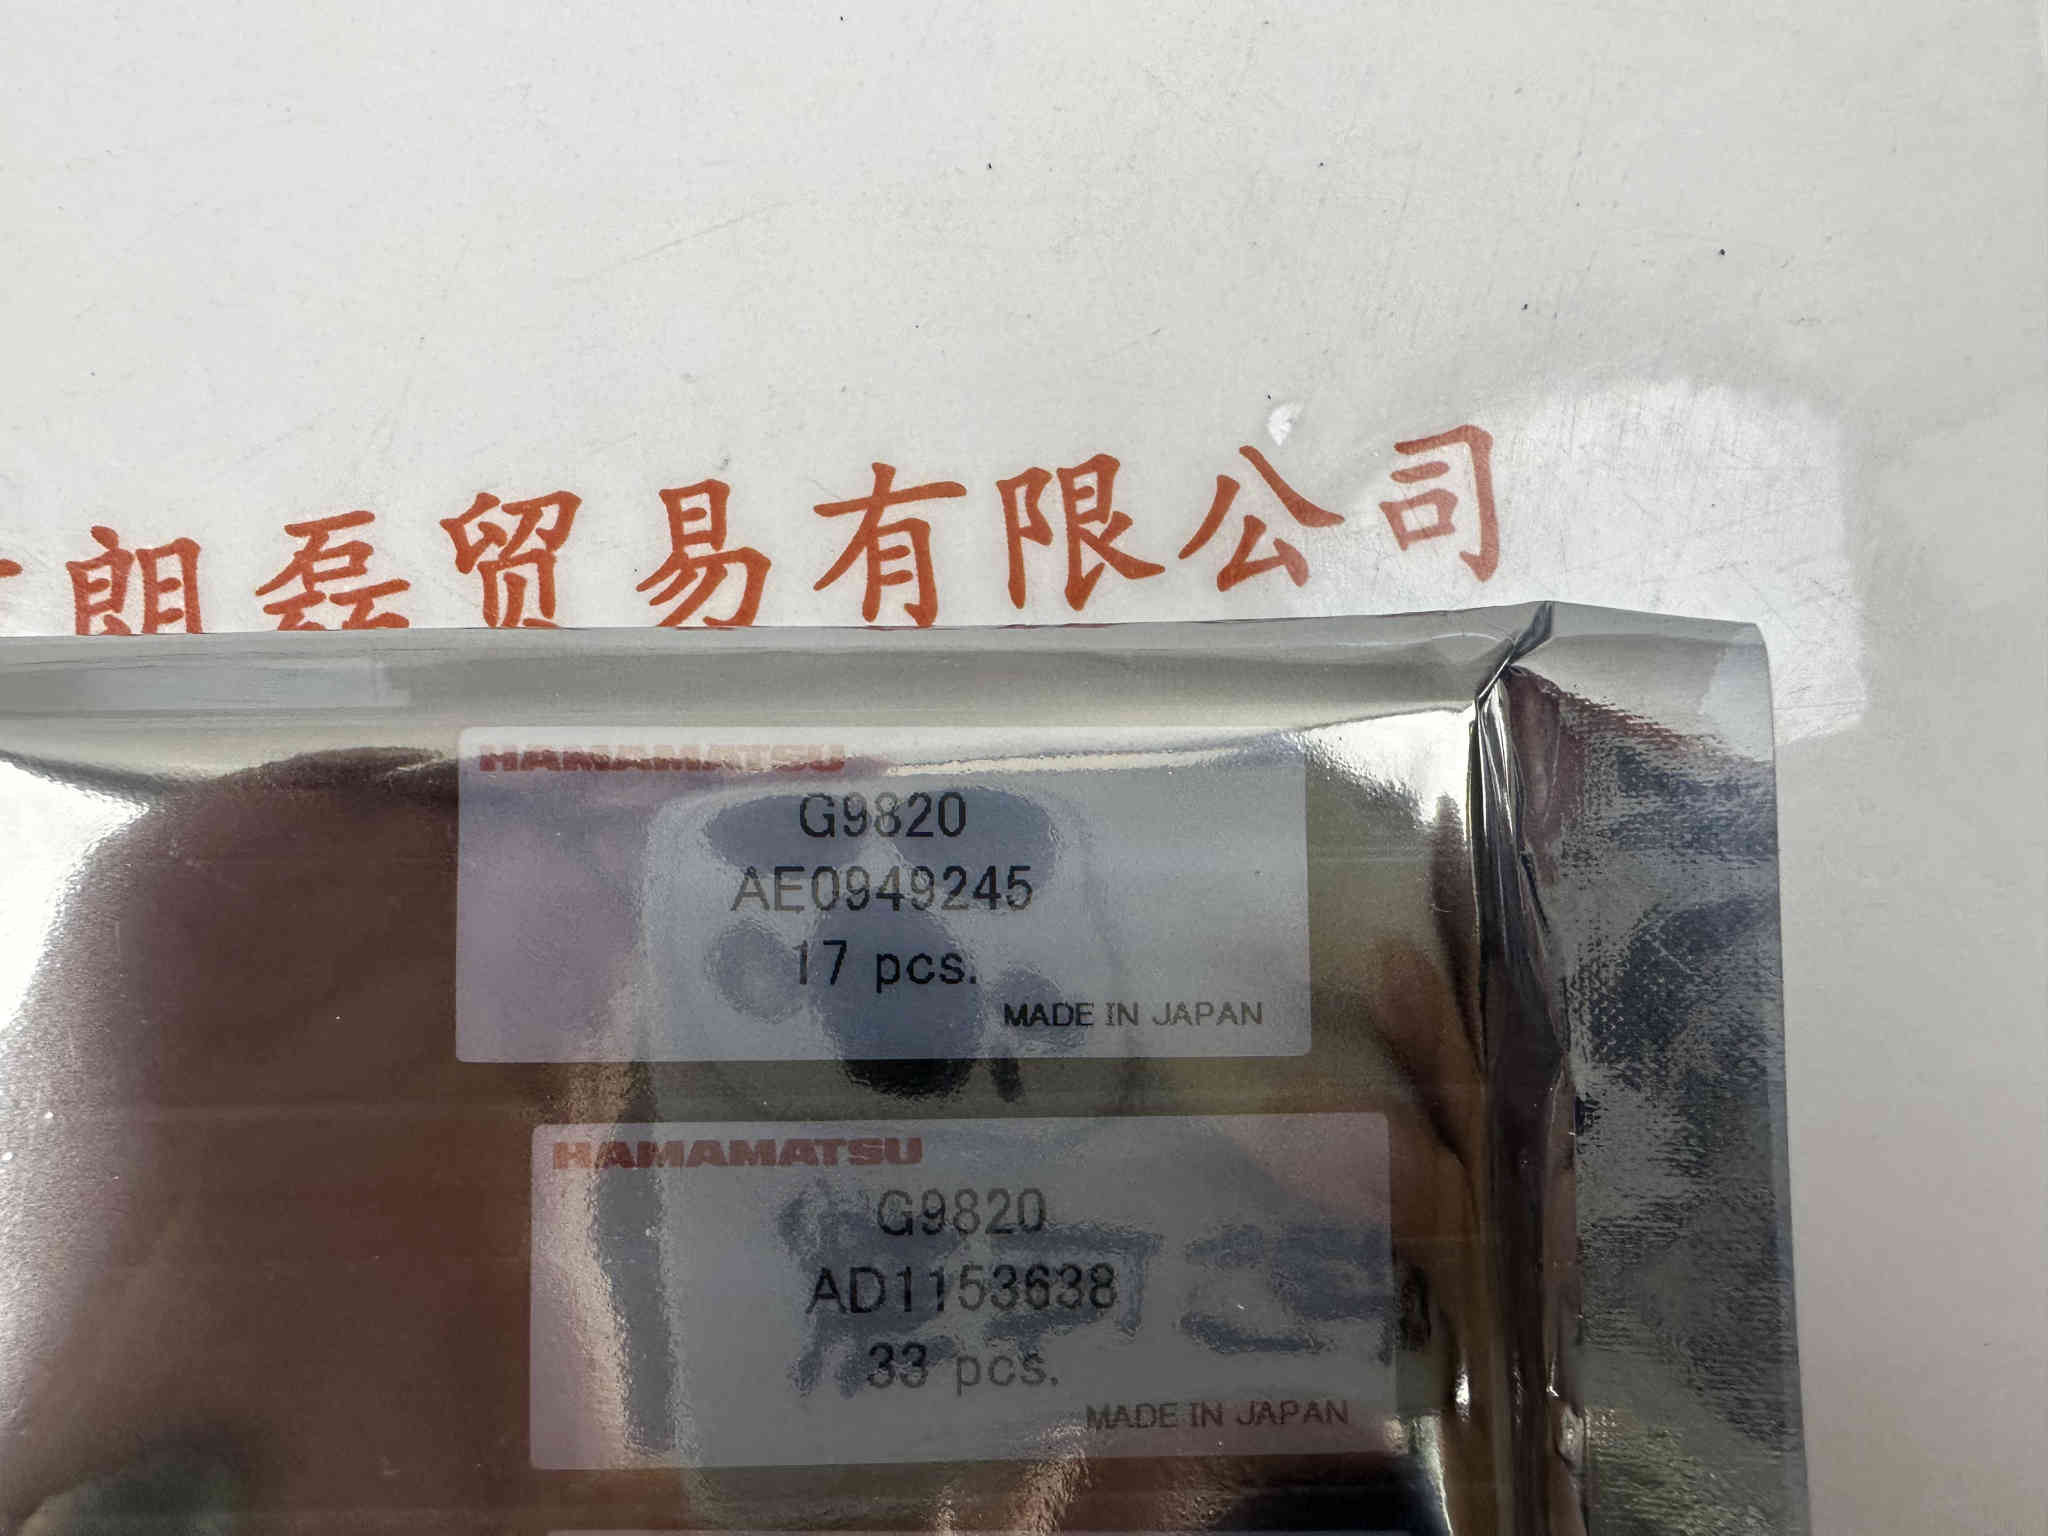 朗磊贸易有限公司
HAMAMATSU
G9820
AE0949245
17 pcs.
MADE IN JAPAN
HAMAMATSU
G9820
AD1153638
33 pcs.
MADE IN JAPAN